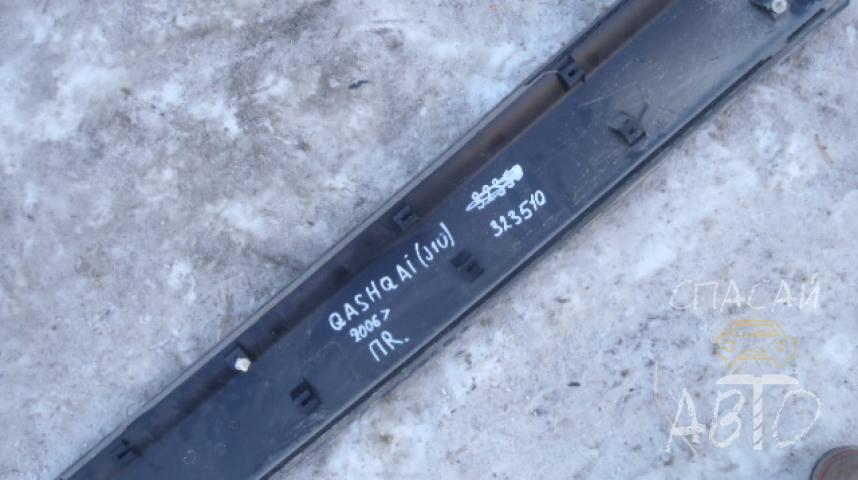 QASHQAi (J10)
2006>
ПR.
323510
СПАСАЙ
АВТО